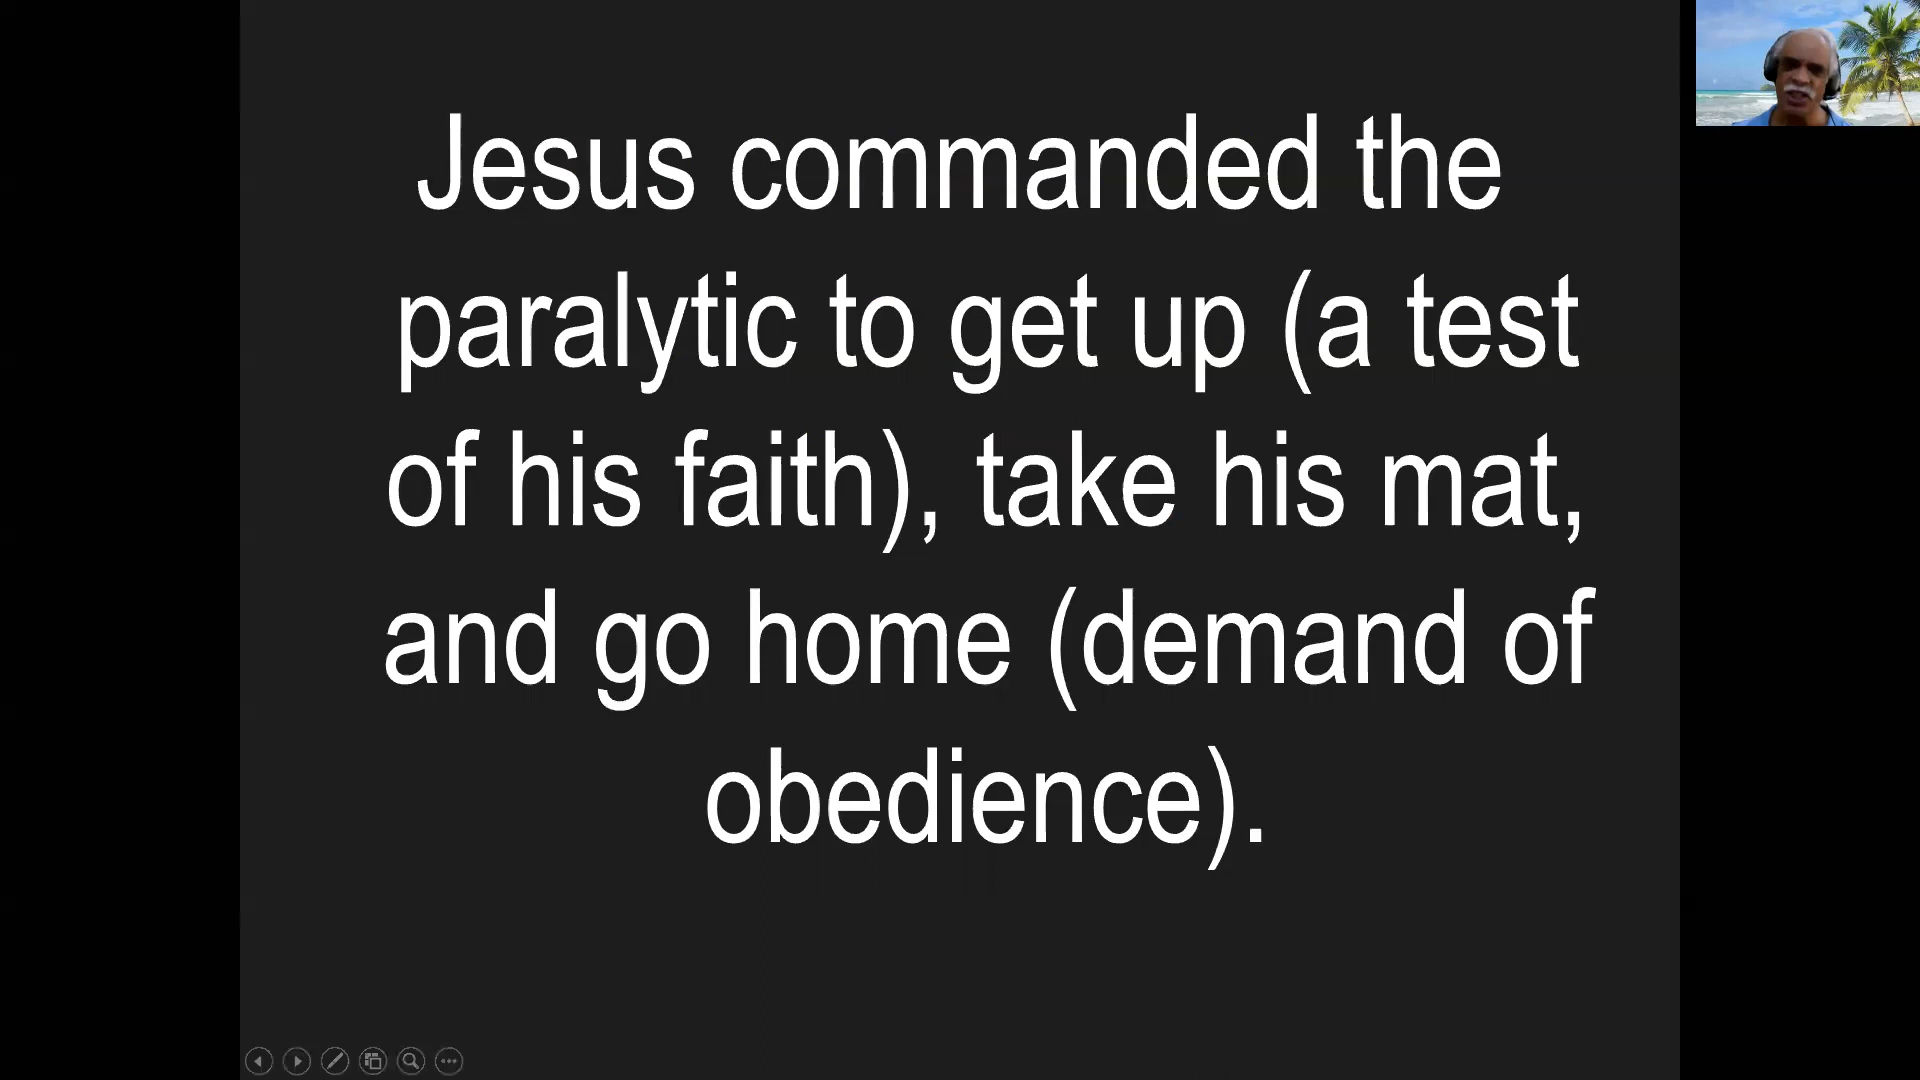 Jesus commanded the
paralytic to get up (a test
of his faith), take his mat,
and go home (demand of
obedience).